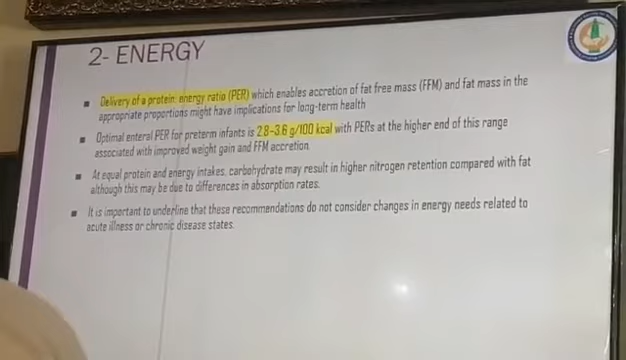 2- ENERGY
Delivery of a protein: energy ratio (PER) which enables accretion of fat free mass (FFM) and fat mass in the
appropriate proportions might have implications for long-term health
Optimal enteral PER for preterm infants is 2.8–3.6 g/100 kcal with PERs at the higher end of this range
associated with improved weight gain and FFM accretion.
At equal protein and energy intakes, carbohydrate may result in higher nitrogen retention compared with fat
although this may be due to differences in absorption rates.
It is important to underline that these recommendations do not consider changes in energy needs related to
acute illness or chronic disease states.